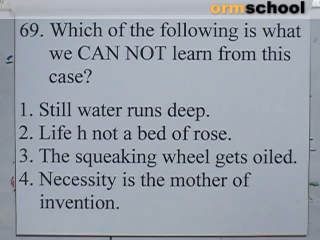 ormschool
69. Which of the following is what
we CAN NOT learn from this
case?
1. Still water runs deep.
2. Life h not a bed of rose.
3. The squeaking wheel gets oiled.
4. Necessity is the mother of
invention.